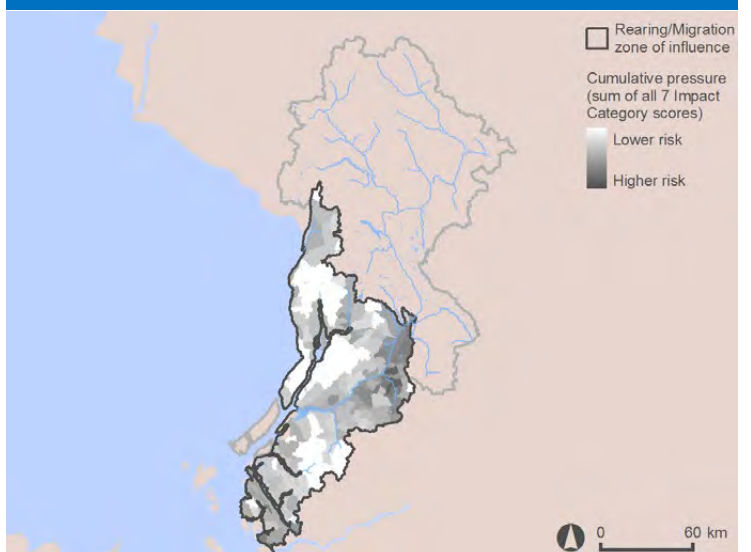 Rearing/Migration
zone of influence
Cumulative pressure
(sum of all 7 Impact
Category scores)
Lower risk
Higher risk
0 60 km